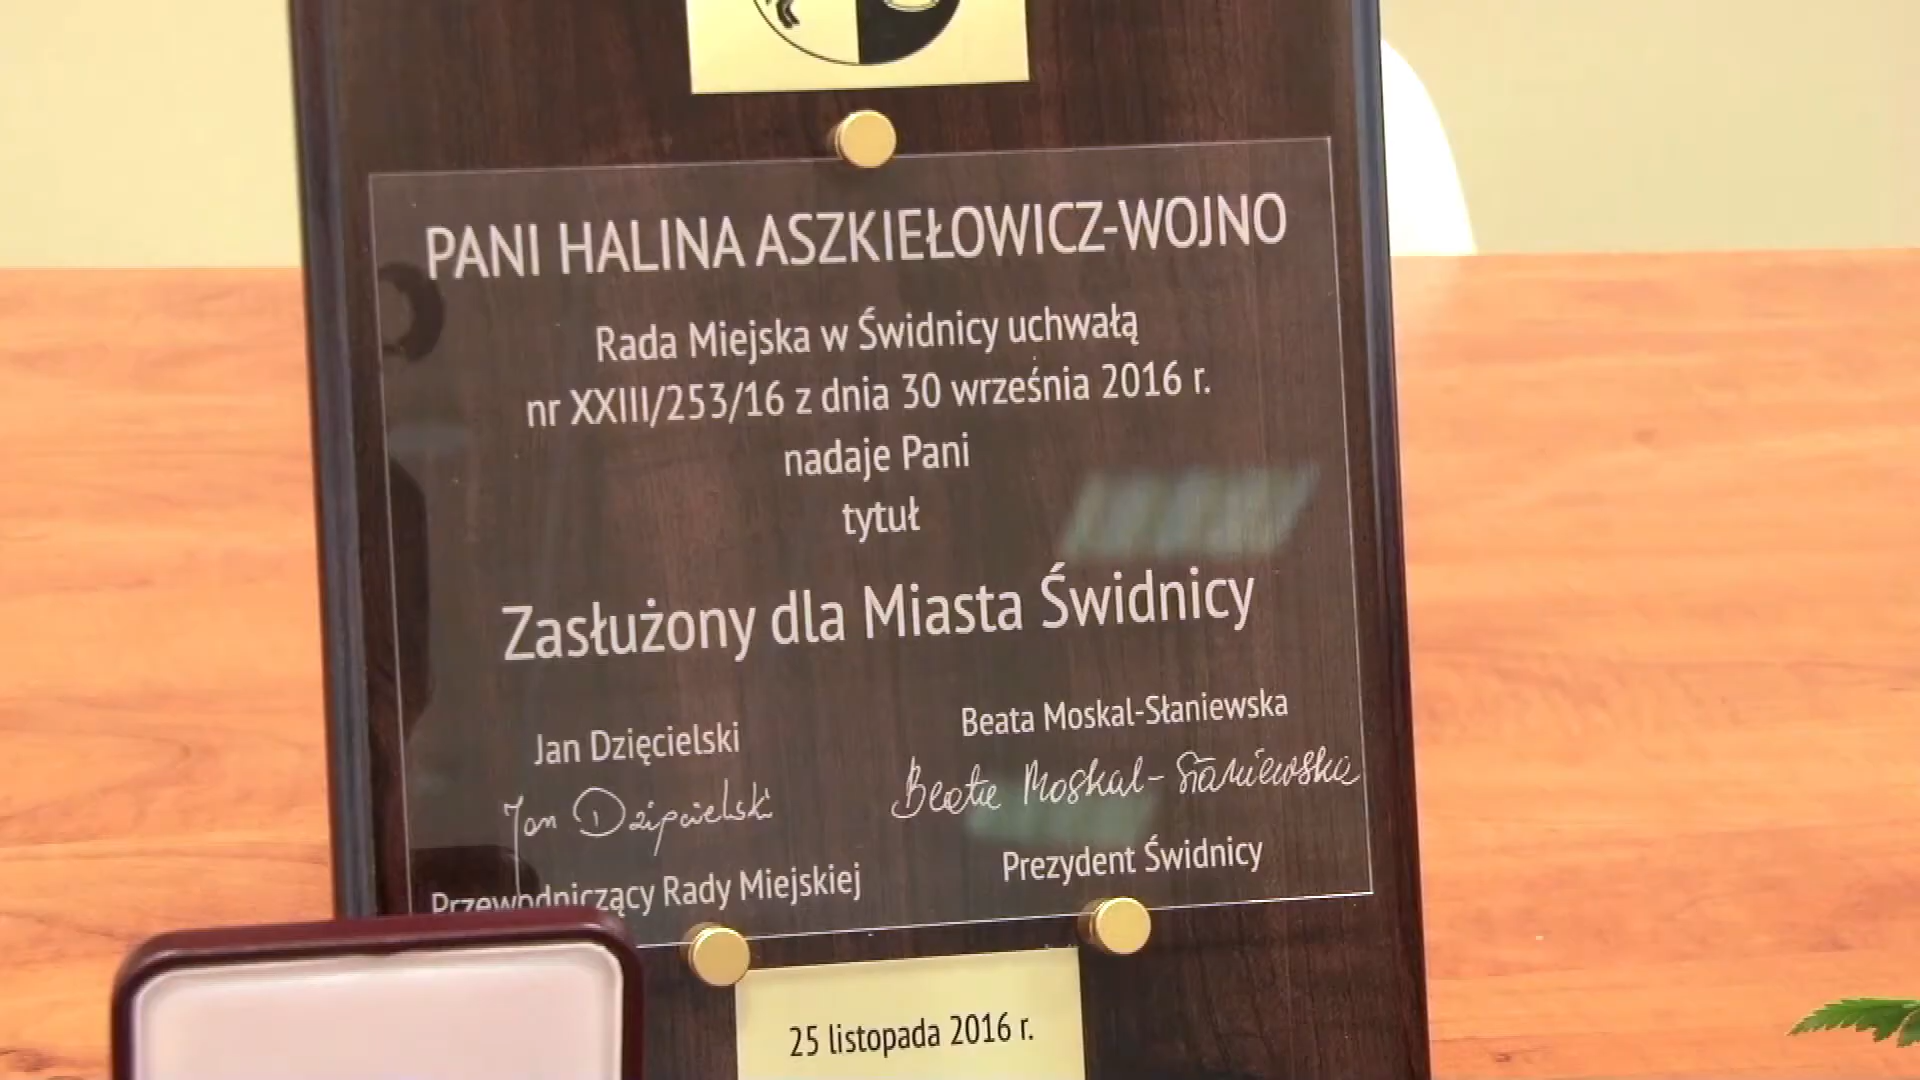 PANI HALINA ASZKIEŁOWICZ-WOJNO
Rada Miejska w Świdnicy uchwałą
nr XXIII/253/16 z dnia 30 września 2016 r.
nadaje Pani
tytuł
Zasłużony dla Miasta Świdnicy
Jan Dzięcielski
Jan Dzięcielski
Przewodniczący Rady Miejskiej
Beata Moskal-Słaniewska
Beata Moskal-Słaniewska
Prezydent Świdnicy
25 listopada 2016 r.